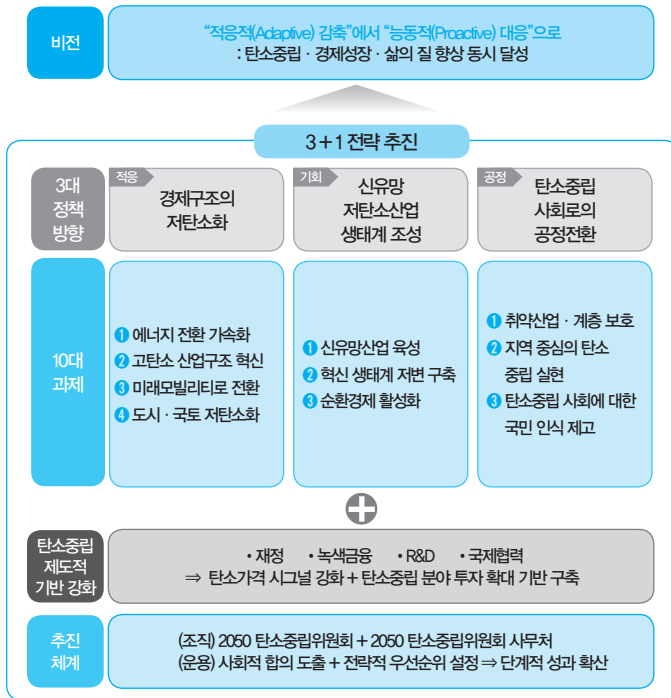 비전
“적응적(Adaptive) 감축”에서 “능동적(Proactive) 대응”으로
: 탄소중립 · 경제성장 · 삶의 질 향상 동시 달성
3+1 전략 추진
3대
정책
방향
적응
경제구조의
저탄소화
기회
신유망
저탄소산업
생태계 조성
공정
탄소중립
사회로의
공정전환
10대
과제
❶ 에너지 전환 가속화
❷ 고탄소 산업구조 혁신
❸ 미래모빌리티로 전환
❹ 도시 · 국토 저탄소화
❶ 신유망산업 육성
❷ 혁신 생태계 저변 구축
❸ 순환경제 활성화
❶ 취약산업 · 계층 보호
❷ 지역 중심의 탄소
중립 실현
❸ 탄소중립 사회에 대한
국민 인식 제고
탄소중립
제도적
기반 강화
• 재정 • 녹색금융 • R&D • 국제협력
⇒ 탄소가격 시그널 강화 + 탄소중립 분야 투자 확대 기반 구축
추진
체계
(조직) 2050 탄소중립위원회 + 2050 탄소중립위원회 사무처
(운용) 사회적 합의 도출 + 전략적 우선순위 설정 ⇒ 단계적 성과 확산